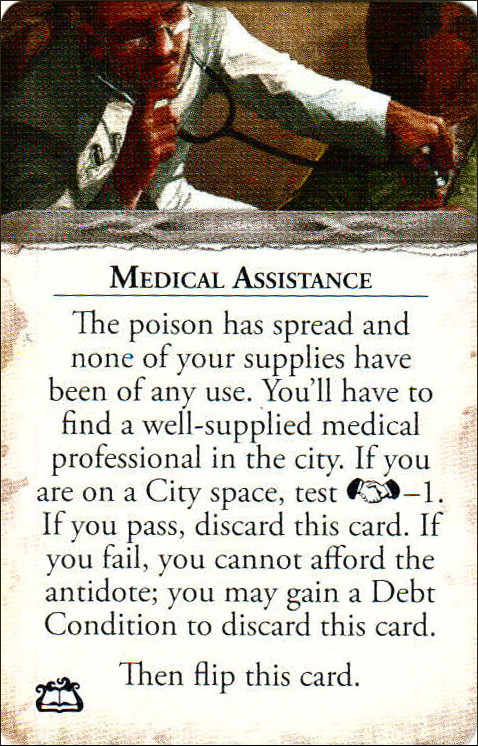 MEDICAL ASSISTANCE
The poison has spread and
none of your supplies have
been of any use. You'll have to
find a well-supplied medical
professional in the city. If you
are on a City space, test –1.
If you pass, discard this card. If
you fail, you cannot afford the
antidote; you may gain a Debt
Condition to discard this card.
Then flip this card.